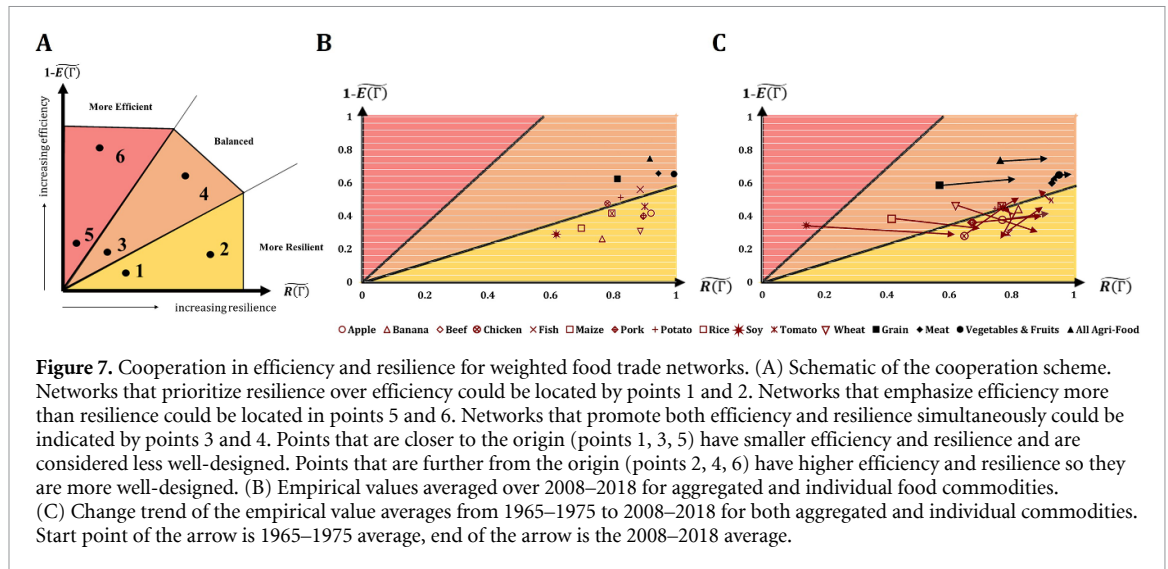 A
B
C
1-E͂(Γ)
More Efficient
Balanced
More Resilient
increasing efficiency
6
4
5
3
2
1
R͂(Γ)
increasing resilience
1-E͂(Γ)
1
0.8
0.6
0.4
0.2
0
0 0.2 0.4 0.6 0.8 1
R͂(Γ)
1-E͂(Γ)
1
0.8
0.6
0.4
0.2
0
0 0.2 0.4 0.6 0.8 1
R͂(Γ)
Apple Banana Beef Chicken Fish Maize Pork Potato Rice Soy Tomato Wheat Grain Meat Vegetables & Fruits All Agri-Food
Figure 7. Cooperation in efficiency and resilience for weighted food trade networks. (A) Schematic of the cooperation scheme.
Networks that prioritize resilience over efficiency could be located by points 1 and 2. Networks that emphasize efficiency more
than resilience could be located in points 5 and 6. Networks that promote both efficiency and resilience simultaneously could be
indicated by points 3 and 4. Points that are closer to the origin (points 1, 3, 5) have smaller efficiency and resilience and are
considered less well-designed. Points that are further from the origin (points 2, 4, 6) have higher efficiency and resilience so they
are more well-designed. (B) Empirical values averaged over 2008–2018 for aggregated and individual food commodities.
(C) Change trend of the empirical value averages from 1965–1975 to 2008–2018 for both aggregated and individual commodities.
Start point of the arrow is 1965–1975 average, end of the arrow is the 2008–2018 average.